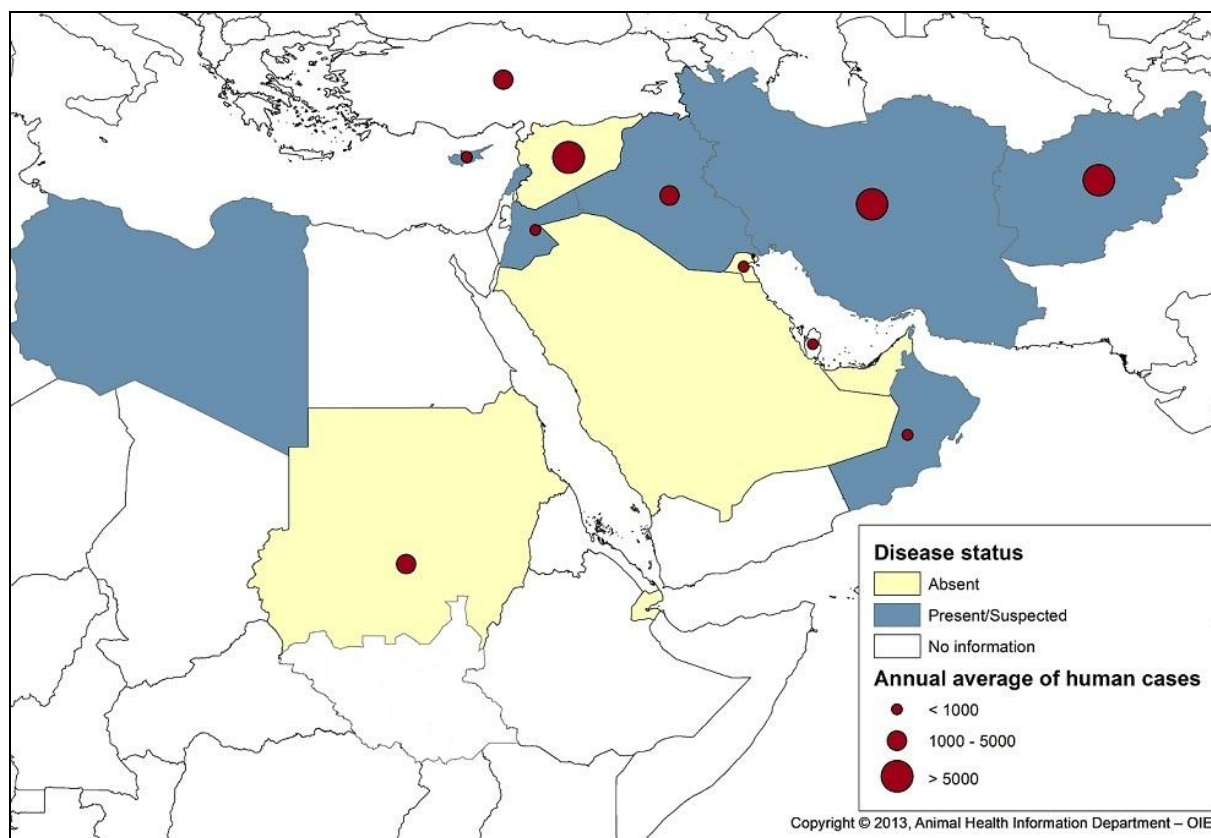 Disease status
Absent
Present/Suspected
No information
Annual average of human cases
< 1000
1000 - 5000
> 5000
Copyright © 2013, Animal Health Information Department – OIE